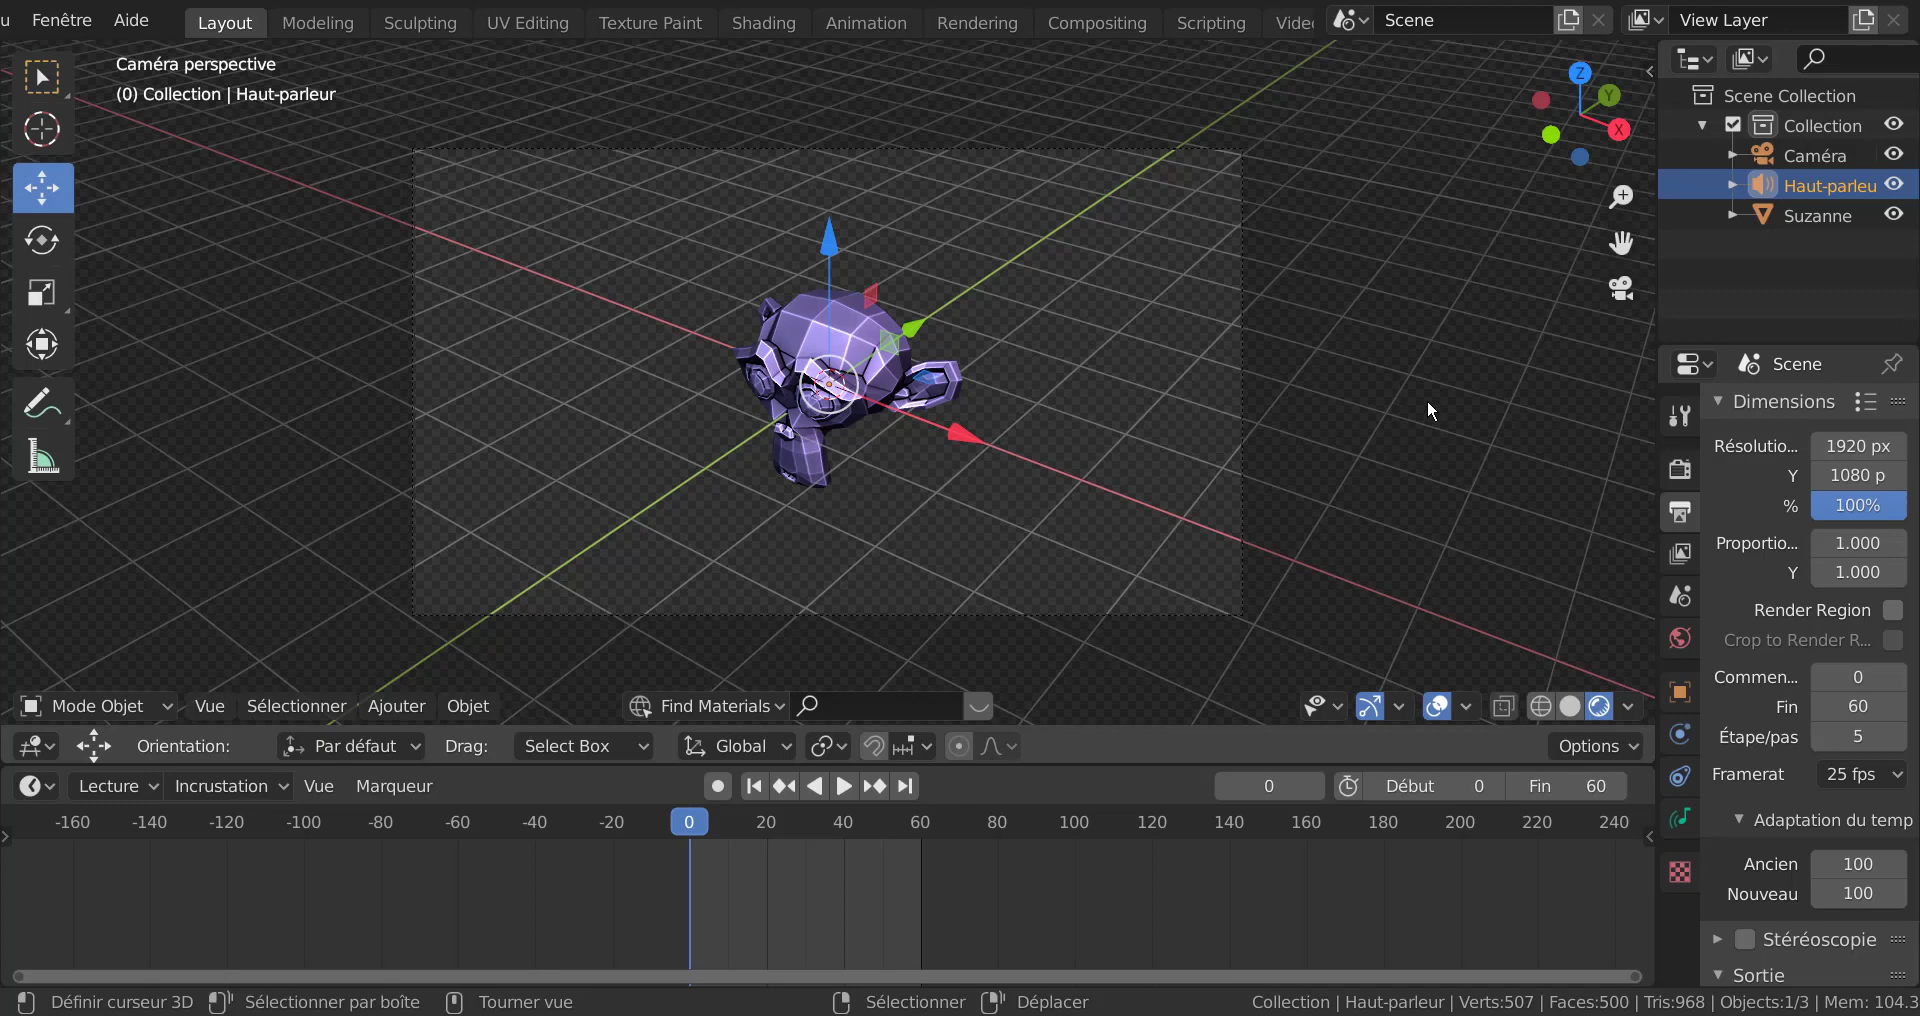 u Fenêtre Aide Layout Modeling Sculpting UV Editing Texture Paint Shading Animation Rendering Compositing Scripting Scene View Layer
Caméra perspective
(0) Collection | Haut-parleur
Z
Y
X
Scene Collection
Collection
Caméra
Haut-parleu
Suzanne
Scene
Dimensions
Résolutio... 1920 px
Y 1080 p
% 100%
Proportio... 1.000
Y 1.000
Render Region
Crop to Render R...
Commen... 0
Fin 60
Étape/pas 5
Framerat 25 fps
Adaptation du temp
Ancien 100
Nouveau 100
Stéréoscopie
Sortie
Mode Objet Vue Sélectionner Ajouter Objet Find Materials
Orientation: Par défaut Drag: Select Box Global Options
Lecture Incrustation Vue Marqueur 0 Début 0 Fin 60
-160 -140 -120 -100 -80 -60 -40 -20 0 20 40 60 80 100 120 140 160 180 200 220 240
Définir curseur 3D Sélectionner par boîte Tourner vue Sélectionner Déplacer Collection | Haut-parleur | Verts:507 | Faces:500 | Tris:968 | Objects:1/3 | Mem: 104.3